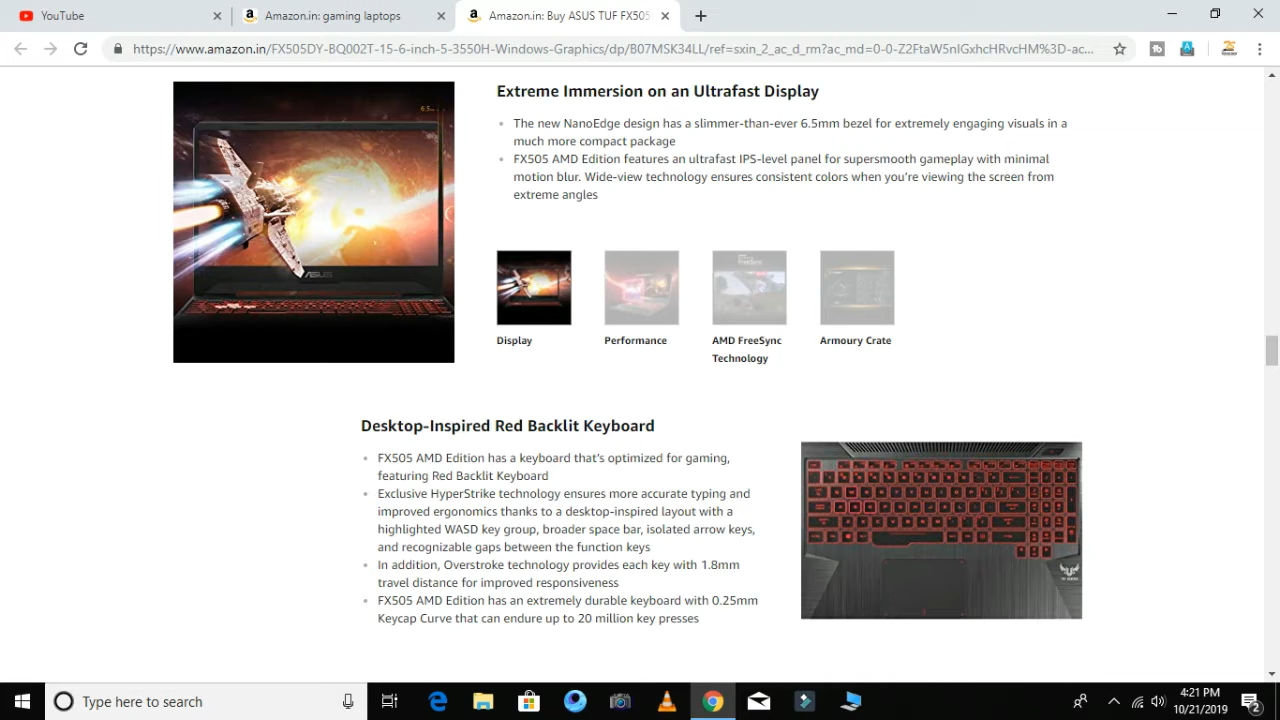 YouTube
Amazon.in: gaming laptops
Amazon.in: Buy ASUS TUF FX505
https://www.amazon.in/FX505DY-BQ002T-15-6-inch-5-3550H-Windows-Graphics/dp/B07MSK34LL/ref=sxin_2_ac_d_rm?ac_md=0-0-Z2FtaW5nIGxhcHRvcHM%3D-ac...
Extreme Immersion on an Ultrafast Display
• The new NanoEdge design has a slimmer-than-ever 6.5mm bezel for extremely engaging visuals in a
much more compact package
• FX505 AMD Edition features an ultrafast IPS-level panel for supersmooth gameplay with minimal
motion blur. Wide-view technology ensures consistent colors when you're viewing the screen from
extreme angles
ASUS
Display
Performance
AMD FreeSync
Technology
Armoury Crate
Desktop-Inspired Red Backlit Keyboard
• FX505 AMD Edition has a keyboard that's optimized for gaming,
featuring Red Backlit Keyboard
• Exclusive HyperStrike technology ensures more accurate typing and
improved ergonomics thanks to a desktop-inspired layout with a
highlighted WASD key group, broader space bar, isolated arrow keys,
and recognizable gaps between the function keys
• In addition, Overstroke technology provides each key with 1.8mm
travel distance for improved responsiveness
• FX505 AMD Edition has an extremely durable keyboard with 0.25mm
Keycap Curve that can endure up to 20 million key presses
Type here to search
4:21 PM
10/21/2019
2